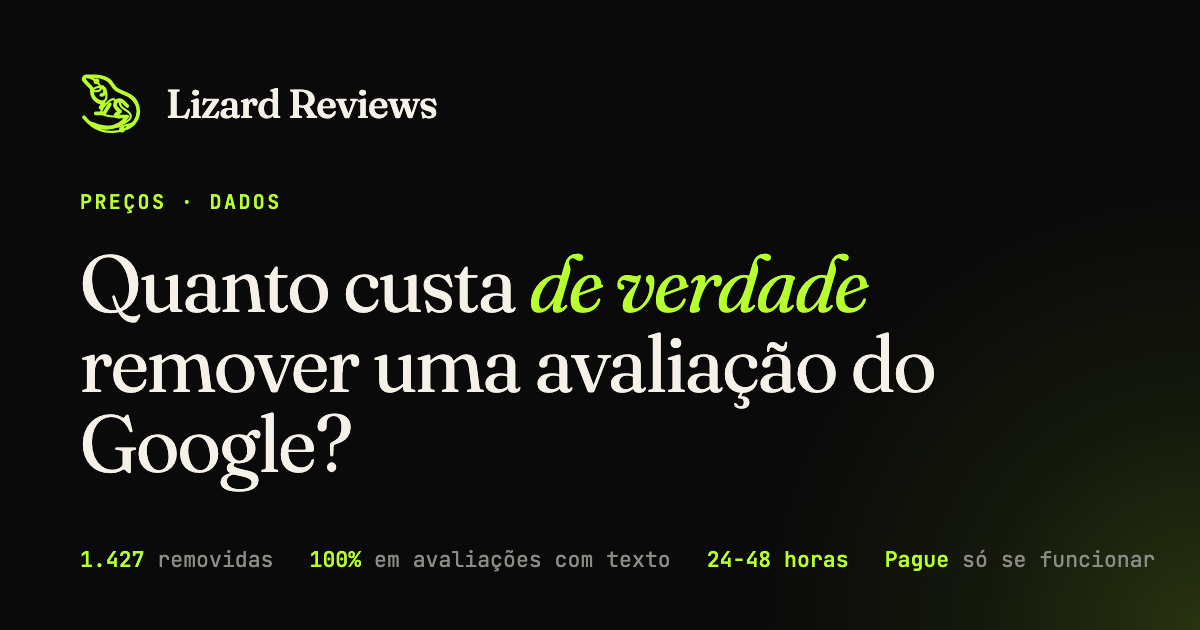 Lizard Reviews
PREÇOS · DADOS
Quanto custa de verdade
remover uma avaliação do
Google?
1.427 removidas 100% em avaliações com texto 24-48 horas Pague só se funcionar